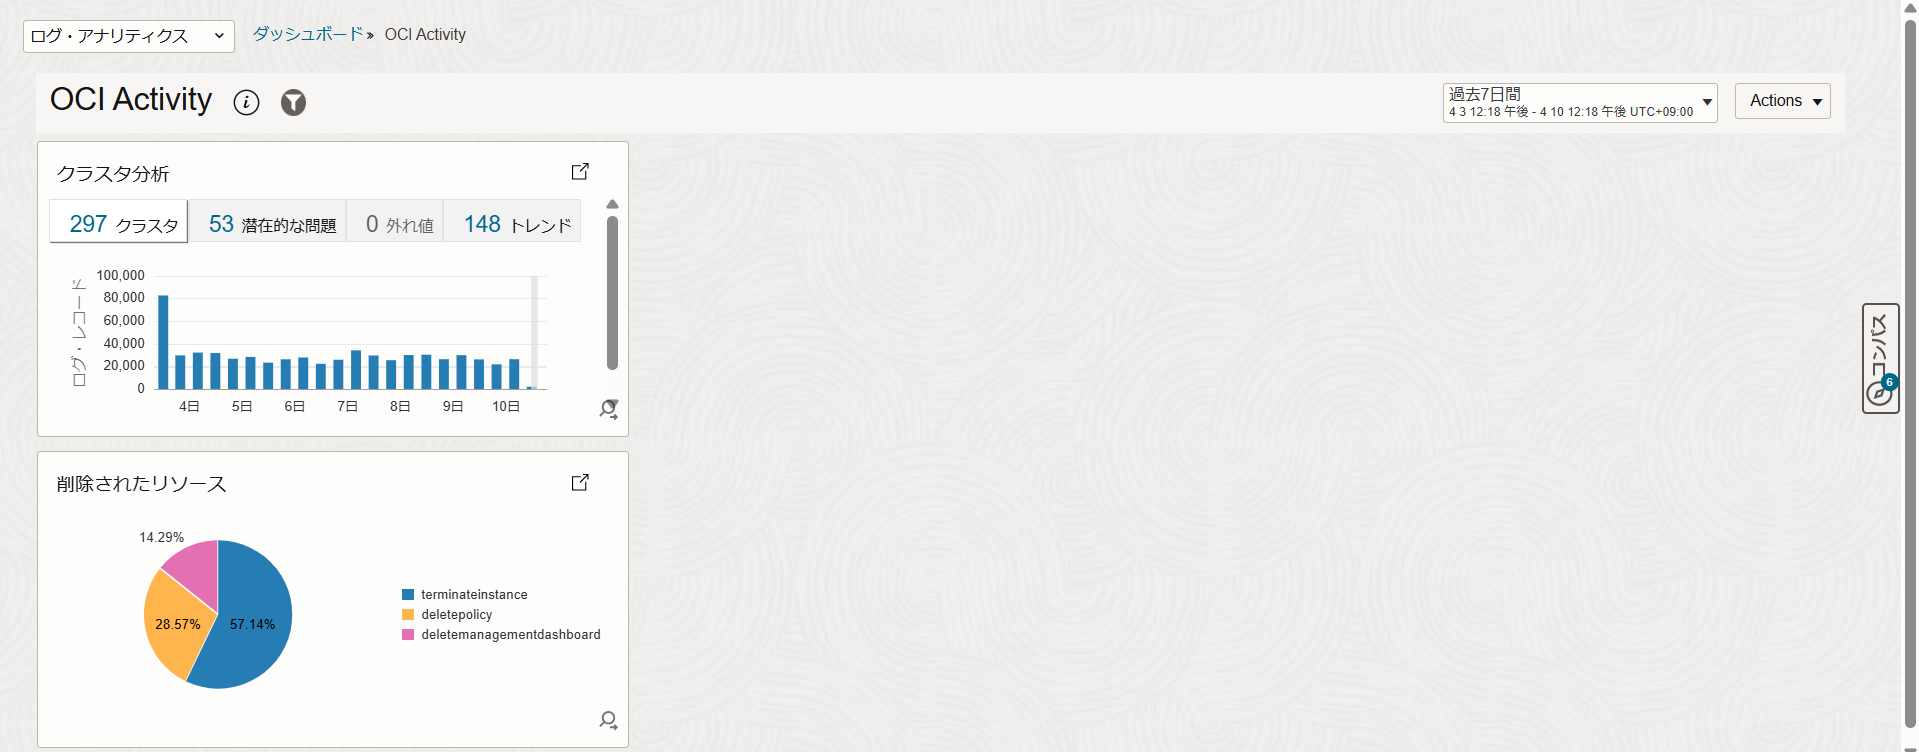 ログ・アナリティクス
ダッシュボード» OCI Activity
OCI Activity
過去7日間
4 3 12:18 午後 - 4 10 12:18 午後 UTC+09:00
Actions
クラスタ分析
297 クラスタ
53 潜在的な問題
0 外れ値
148 トレンド
ログ・レコード
100,000
80,000
60,000
40,000
20,000
0
4日 5日 6日 7日 8日 9日 10日
コンパス
6
削除されたリソース
14.29%
28.57%
57.14%
terminateinstance
deletepolicy
deletemanagementdashboard